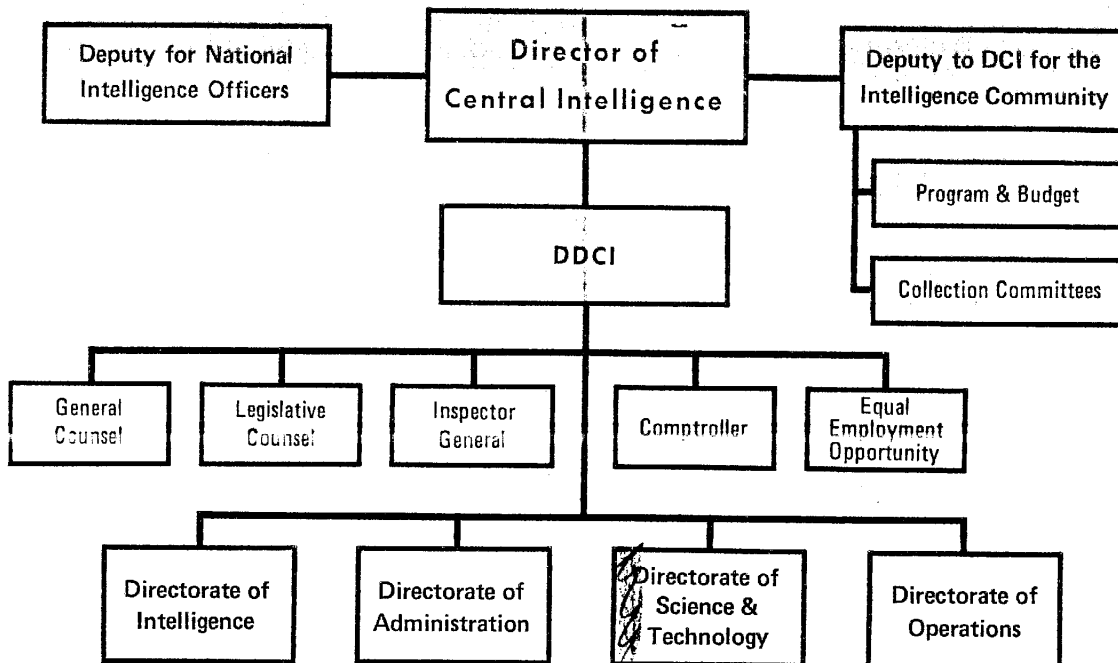 Deputy for National
Intelligence Officers
Director of
Central Intelligence
Deputy to DCI for the
Intelligence Community
Program & Budget
Collection Committees
DDCI
General
Counsel
Legislative
Counsel
Inspector
General
Comptroller
Equal
Employment
Opportunity
Directorate of
Intelligence
Directorate of
Administration
Directorate of
Science &
Technology
Directorate of
Operations